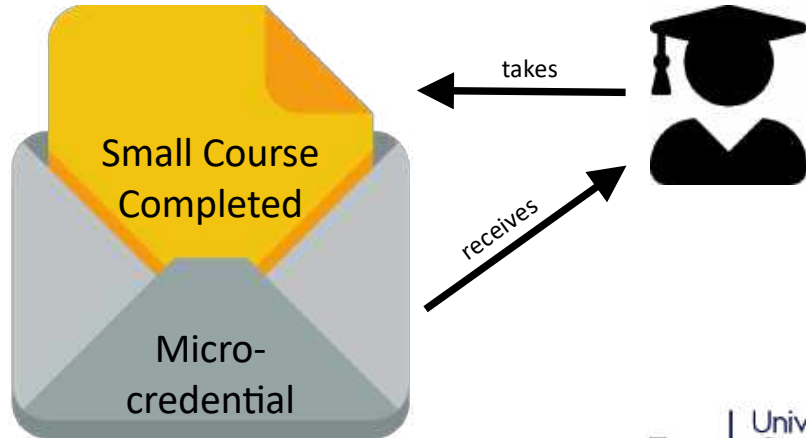 takes
Small Course
Completed
receives
Micro-
credential